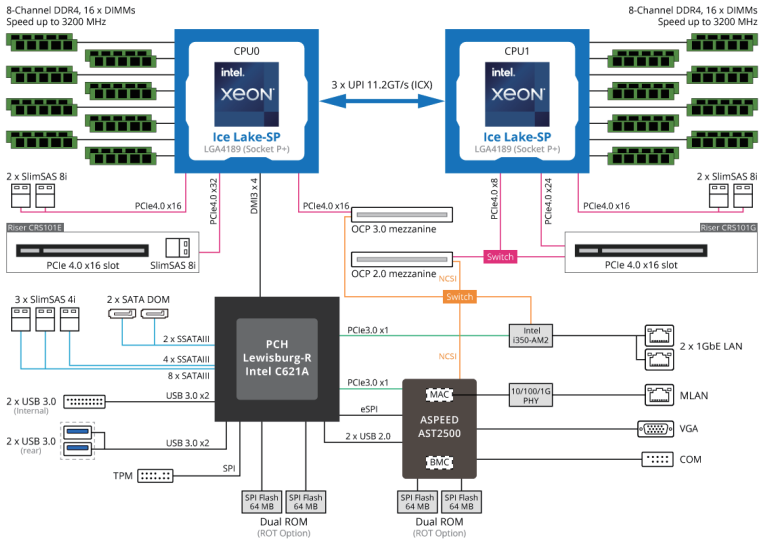 8-Channel DDR4, 16 x DIMMs
Speed up to 3200 MHz
8-Channel DDR4, 16 x DIMMs
Speed up to 3200 MHz
CPU0
intel.
XEON
Ice Lake-SP
LGA4189 (Socket P+)
3 x UPI 11.2GT/s (ICX)
CPU1
intel.
XEON
Ice Lake-SP
LGA4189 (Socket P+)
2 x SlimSAS 8i
PCIe4.0 x16
PCIe4.0 x32
DMI3 x 4
PCIe4.0 x16
PCIe4.0 x8
PCIe4.0 x24
PCIe4.0 x16
2 x SlimSAS 8i
Riser CRS101E
PCIe 4.0 x16 slot
SlimSAS 8i
OCP 3.0 mezzanine
OCP 2.0 mezzanine
Switch
Riser CRS101G
PCIe 4.0 x16 slot
NCSI
Switch
3 x SlimSAS 4i
2 x SATA DOM
2 x SSATAIII
4 x SSATAIII
8 x SATAIII
PCH
Lewisburg-R
Intel C621A
PCIe3.0 x1
Intel
i350-AM2
2 x 1GbE LAN
NCSI
PCIe3.0 x1
MAC
10/100/1G
PHY
MLAN
2 x USB 3.0
(Internal)
USB 3.0 x2
eSPI
ASPEED
AST2500
VGA
2 x USB 3.0
(rear)
USB 3.0 x2
2 x USB 2.0
BMC
COM
TPM
SPI
SPI Flash
64 MB
SPI Flash
64 MB
Dual ROM
(ROT Option)
SPI Flash
64 MB
SPI Flash
64 MB
Dual ROM
(ROT Option)